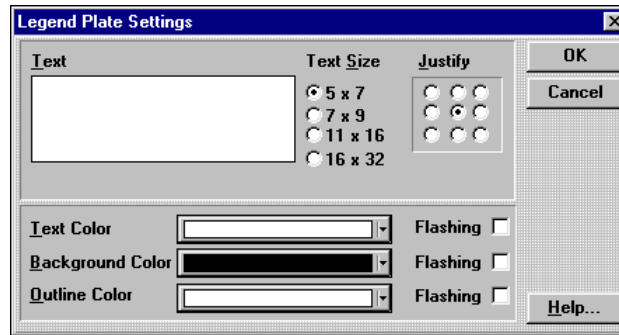 Legend Plate Settings
Text
Text Size
Justify
OK
Cancel
5 x 7
7 x 9
11 x 16
16 x 32
Text Color
Flashing
Background Color
Flashing
Outline Color
Flashing
Help...